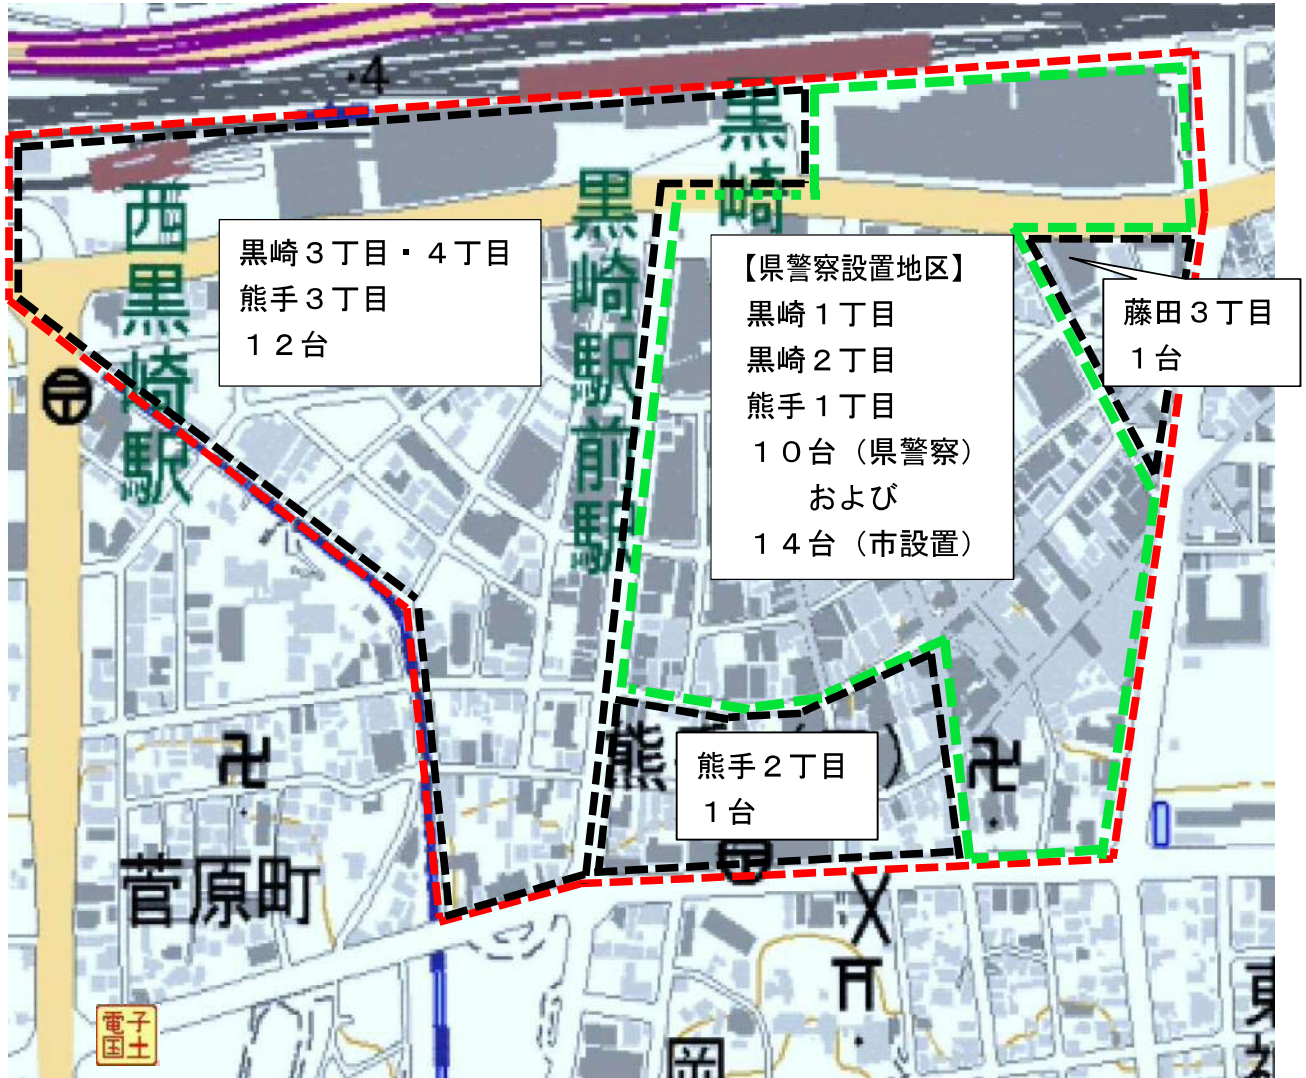 ・4
黒崎
西黒崎駅
黒崎駅前駅
黒崎３丁目・４丁目
熊手３丁目
１２台
【県警察設置地区】
黒崎１丁目
黒崎２丁目
熊手１丁目
１０台（県警察）
および
１４台（市設置）
藤田３丁目
１台
熊
）
熊手２丁目
１台
菅原町
電子
国土
岡
東